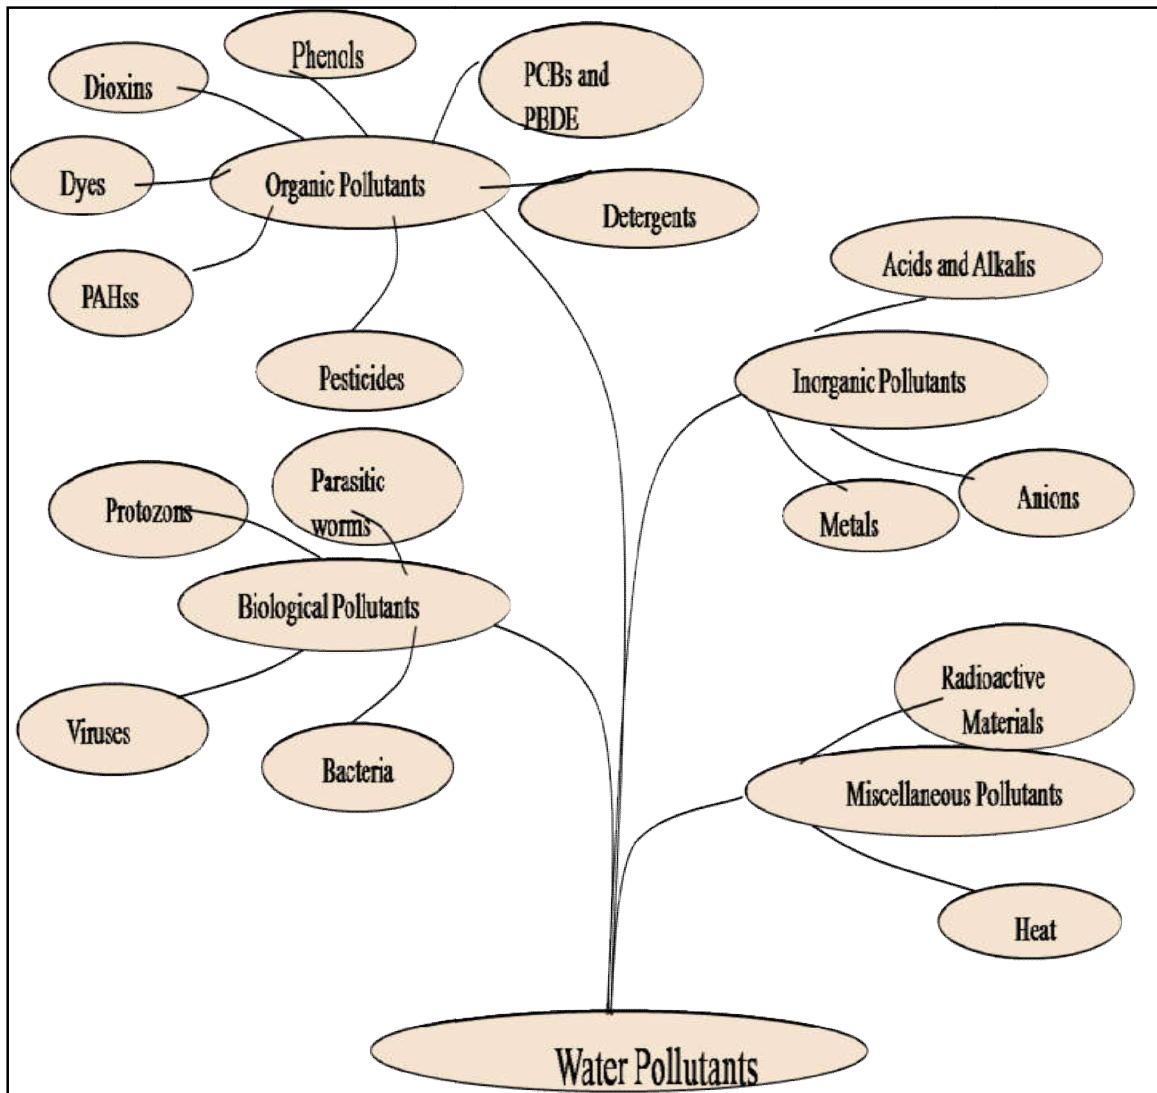 Phenols
PCBs and
PBDE
Dioxins
Dyes
Organic Pollutants
Detergents
PAHss
Pesticides
Acids and Alkalis
Inorganic Pollutants
Metals
Anions
Parasitic
worms
Protozons
Biological Pollutants
Viruses
Bacteria
Radioactive
Materials
Miscellaneous Pollutants
Heat
Water Pollutants